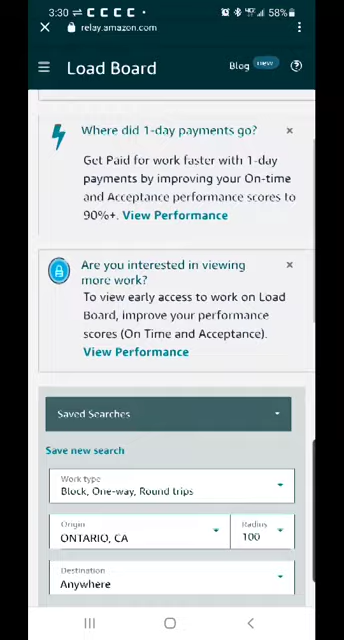 3:30
58%
relay.amazon.com
Load Board
Blog new
Where did 1-day payments go?
Get Paid for work faster with 1-day
payments by improving your On-time
and Acceptance performance scores to
90%+. View Performance
Are you interested in viewing
more work?
To view early access to work on Load
Board, improve your performance
scores (On Time and Acceptance).
View Performance
Saved Searches
Save new search
Work type
Block, One-way, Round trips
Origin
ONTARIO, CA
Radius
100
Destination
Anywhere